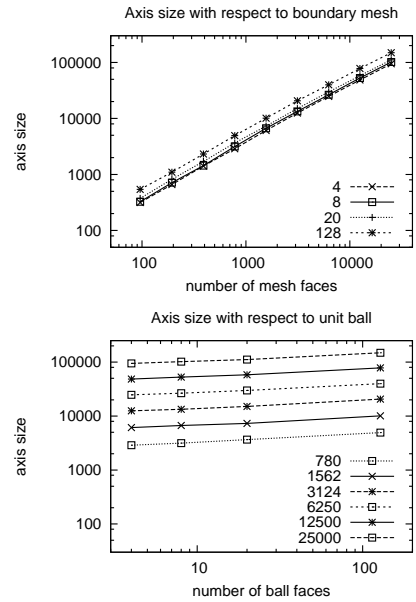 Axis size with respect to boundary mesh
100000
10000
1000
100
axis size
4
8
20
128
100 1000 10000
number of mesh faces
Axis size with respect to unit ball
100000
10000
1000
100
axis size
780
1562
3124
6250
12500
25000
10 100
number of ball faces